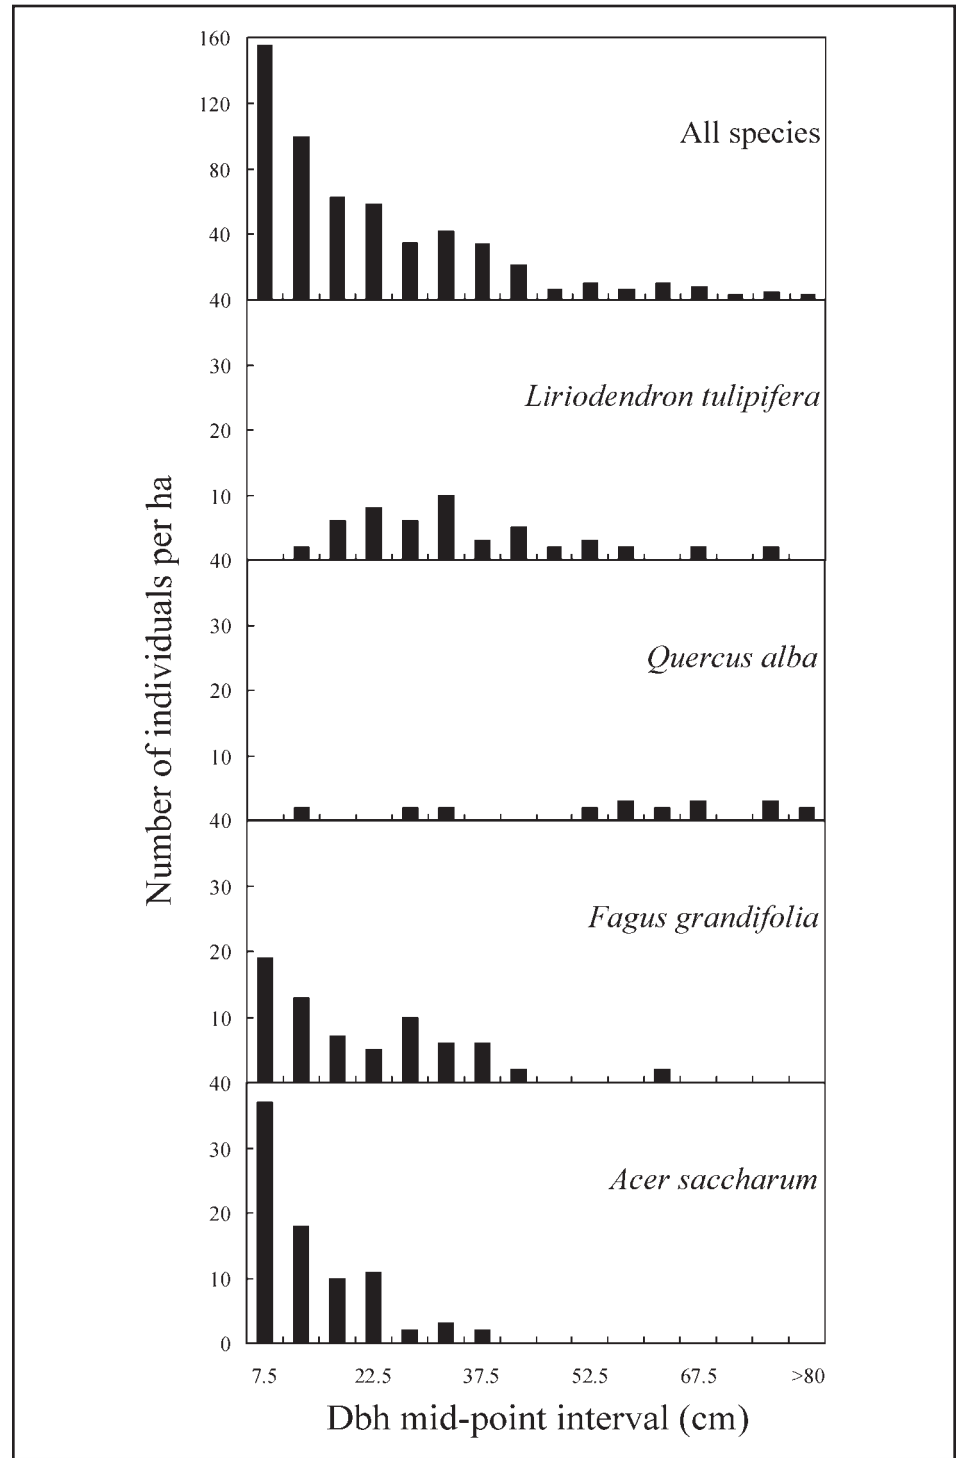 160
120
80
40
All species
40
30
20
10
Liriodendron tulipifera
40
30
20
10
Quercus alba
40
30
20
10
Fagus grandifolia
40
30
20
10
0
Acer saccharum
Number of individuals per ha
7.5 22.5 37.5 52.5 67.5 >80
Dbh mid-point interval (cm)